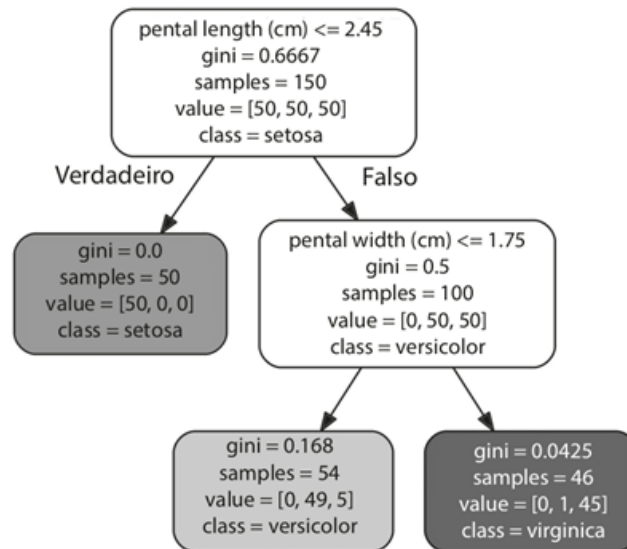 pental length (cm) <= 2.45
gini = 0.6667
samples = 150
value = [50, 50, 50]
class = setosa
Verdadeiro
Falso
gini = 0.0
samples = 50
value = [50, 0, 0]
class = setosa
pental width (cm) <= 1.75
gini = 0.5
samples = 100
value = [0, 50, 50]
class = versicolor
gini = 0.168
samples = 54
value = [0, 49, 5]
class = versicolor
gini = 0.0425
samples = 46
value = [0, 1, 45]
class = virginica